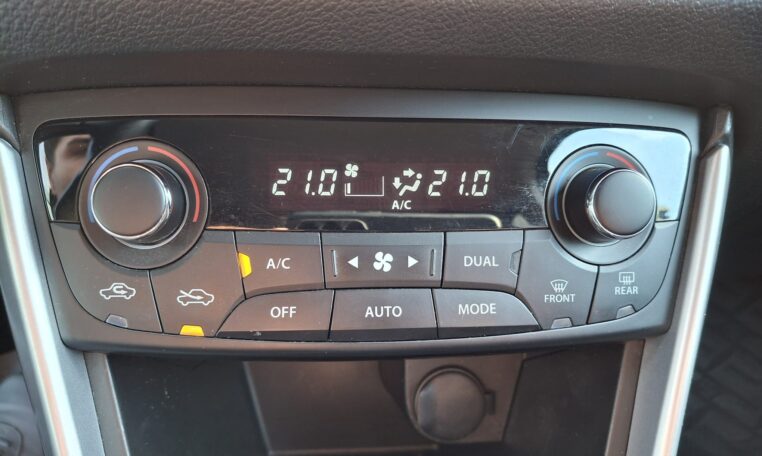 21.0 21.0
A/C
A/C DUAL
OFF AUTO MODE FRONT REAR